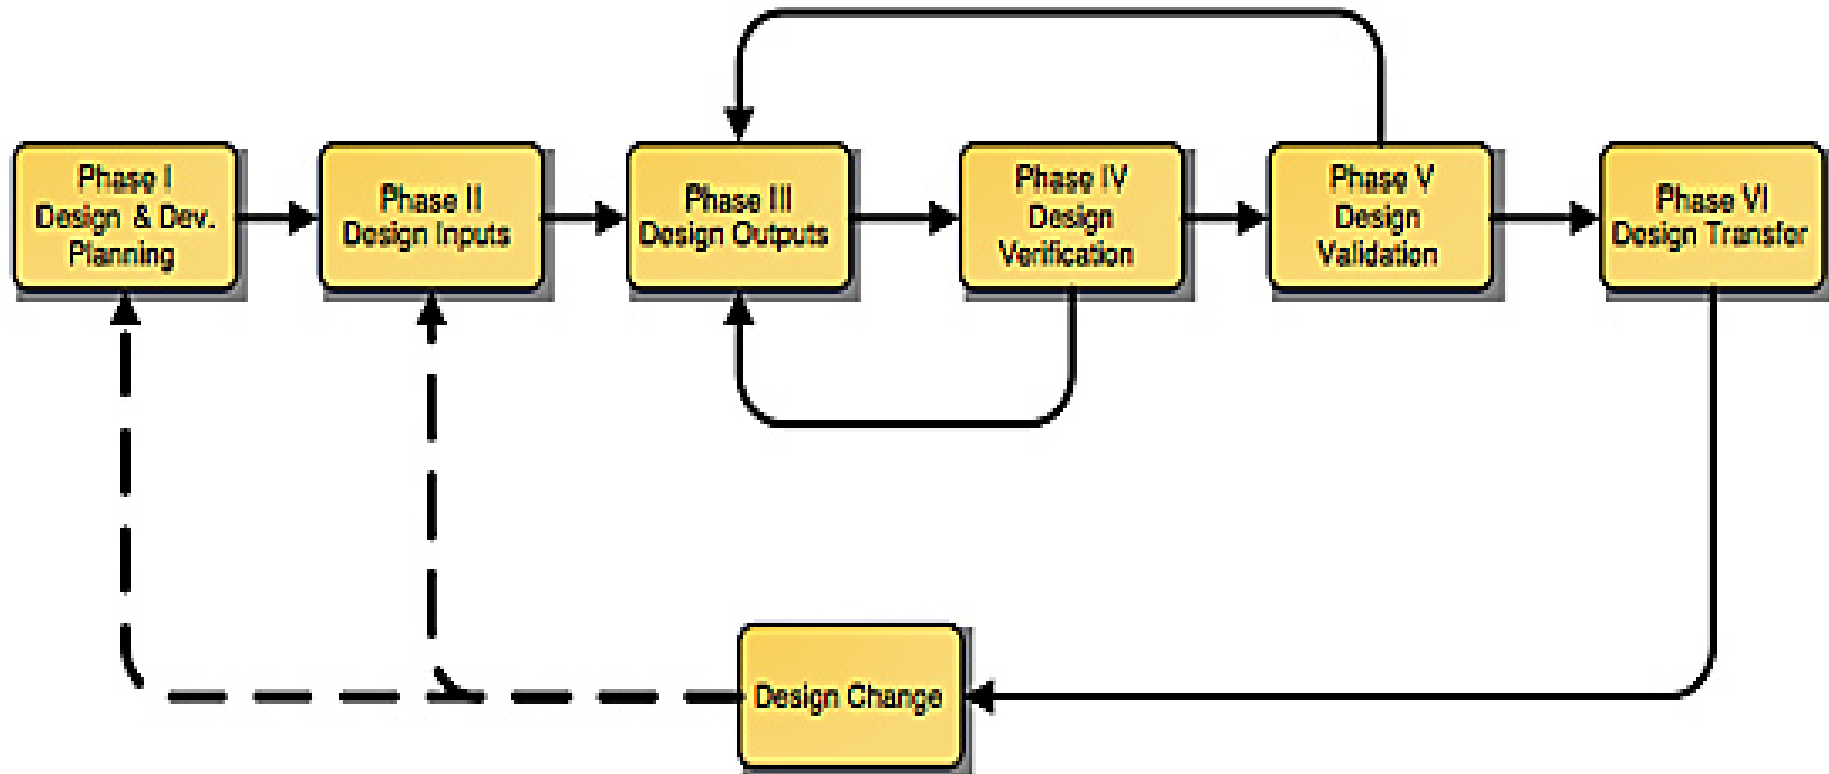 Phase I
Design & Dev.
Planning
Phase II
Design Inputs
Phase III
Design Outputs
Phase IV
Design
Verification
Phase V
Design
Validation
Phase VI
Design Transfer
Design Change